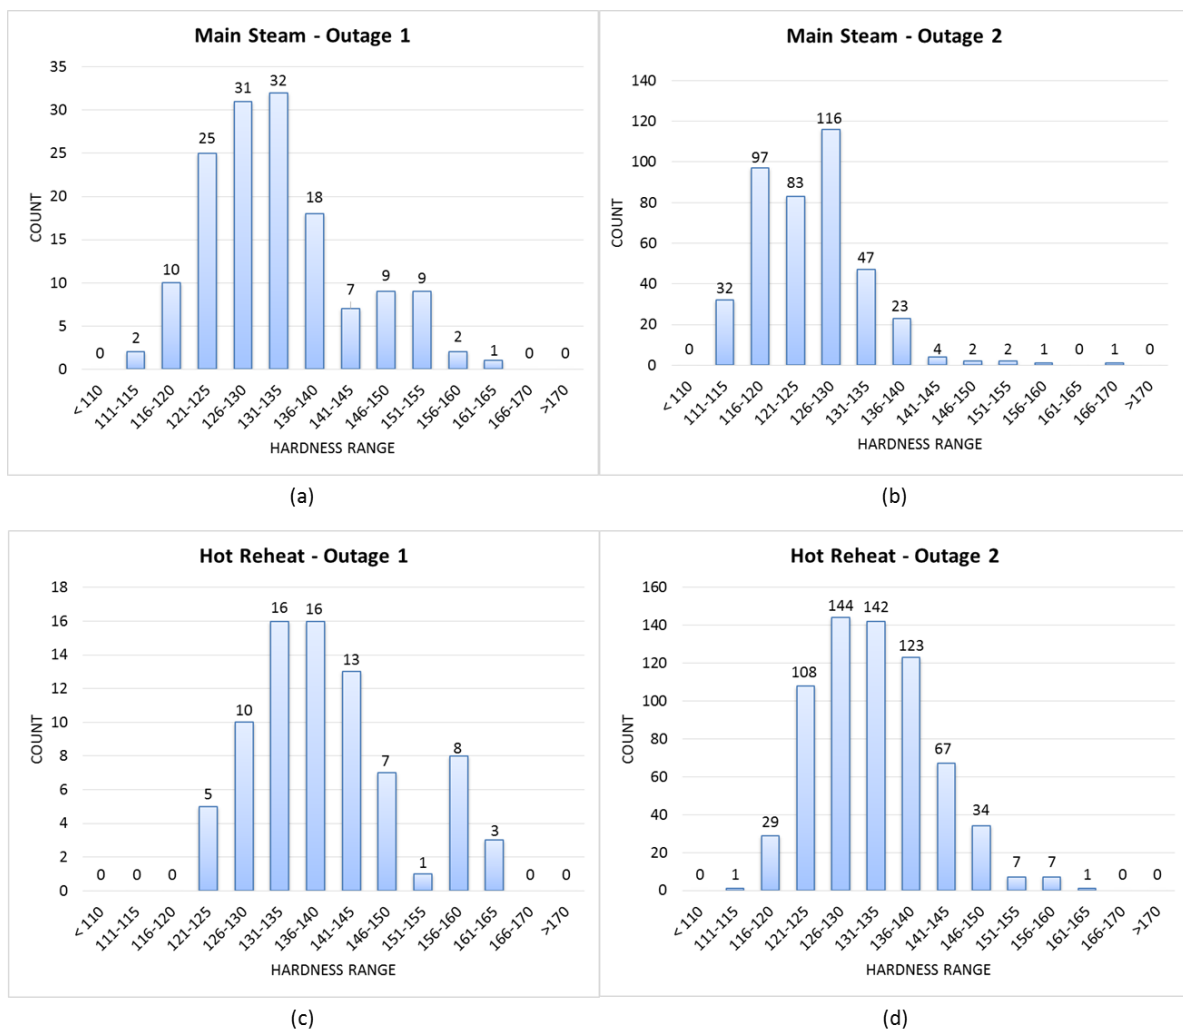 Main Steam - Outage 1
35
30
25
20
15
10
5
0
COUNT
0 2 10 25 31 32 18 7 9 9 2 1 0 0
< 110 111-115 116-120 121-125 126-130 131-135 136-140 141-145 146-150 151-155 156-160 161-165 166-170 >170
HARDNESS RANGE
(a)
Main Steam - Outage 2
140
120
100
80
60
40
20
0
COUNT
0 32 97 83 116 47 23 4 2 2 1 0 1 0
< 110 111-115 116-120 121-125 126-130 131-135 136-140 141-145 146-150 151-155 156-160 161-165 166-170 >170
HARDNESS RANGE
(b)
Hot Reheat - Outage 1
18
16
14
12
10
8
6
4
2
0
COUNT
0 0 0 5 10 16 16 13 7 1 8 3 0 0
< 110 111-115 116-120 121-125 126-130 131-135 136-140 141-145 146-150 151-155 156-160 161-165 166-170 >170
HARDNESS RANGE
(c)
Hot Reheat - Outage 2
160
140
120
100
80
60
40
20
0
COUNT
0 1 29 108 144 142 123 67 34 7 7 1 0 0
< 110 111-115 116-120 121-125 126-130 131-135 136-140 141-145 146-150 151-155 156-160 161-165 166-170 >170
HARDNESS RANGE
(d)